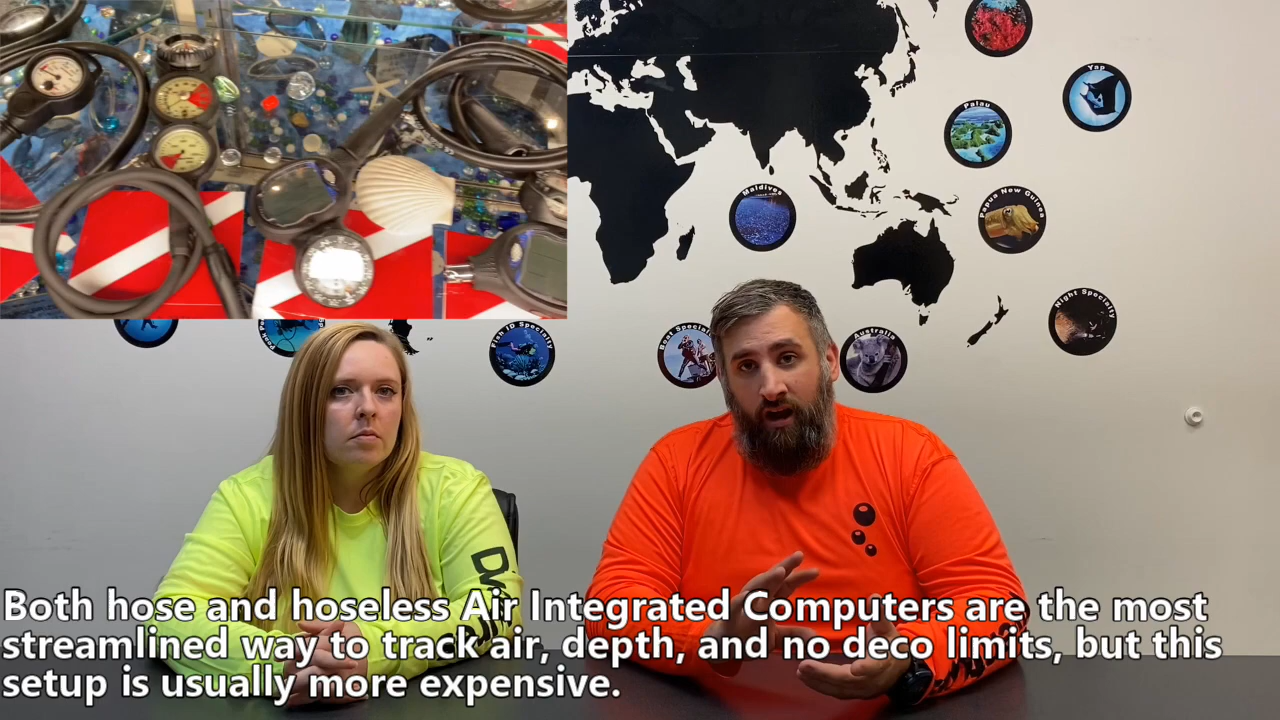 Yap
Palau
Maldives
Papua New Guinea
Night Specialty
Fish ID Specialty
Australia
Both hose and hoseless Air Integrated Computers are the most
streamlined way to track air, depth, and no deco limits, but this
setup is usually more expensive.